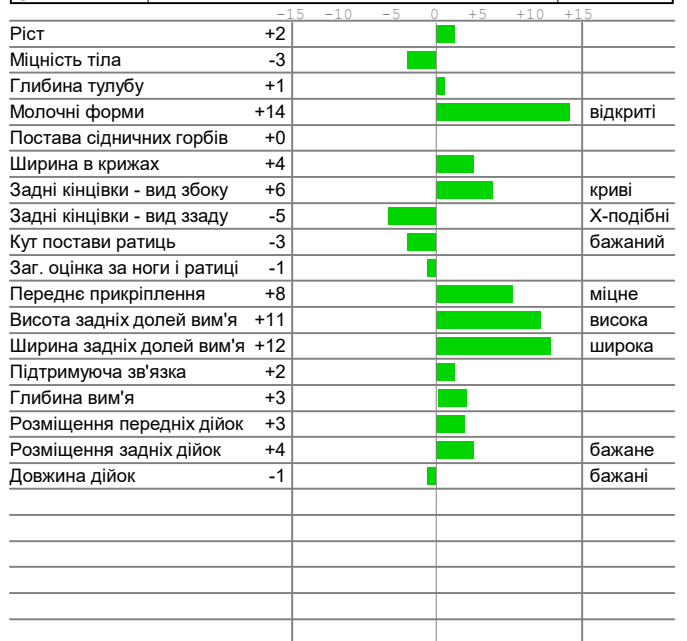 -15 -10 -5 0 +5 +10 +15
Ріст +2
Міцність тіла -3
Глибина тулубу +1
Молочні форми +14 відкриті
Постава сідничних горбів +0
Ширина в крижах +4
Задні кінцівки - вид збоку +6 криві
Задні кінцівки - вид ззаду -5 Х-подібні
Кут постави ратиць -3 бажаний
Заг. оцінка за ноги і ратиці -1
Переднє прикріплення +8 міцне
Висота задніх долей вим'я +11 висока
Ширина задніх долей вим'я +12 широка
Підтримуюча зв'язка +2
Глибина вим'я +3
Розміщення передніх дійок +3
Розміщення задніх дійок +4 бажане
Довжина дійок -1 бажані